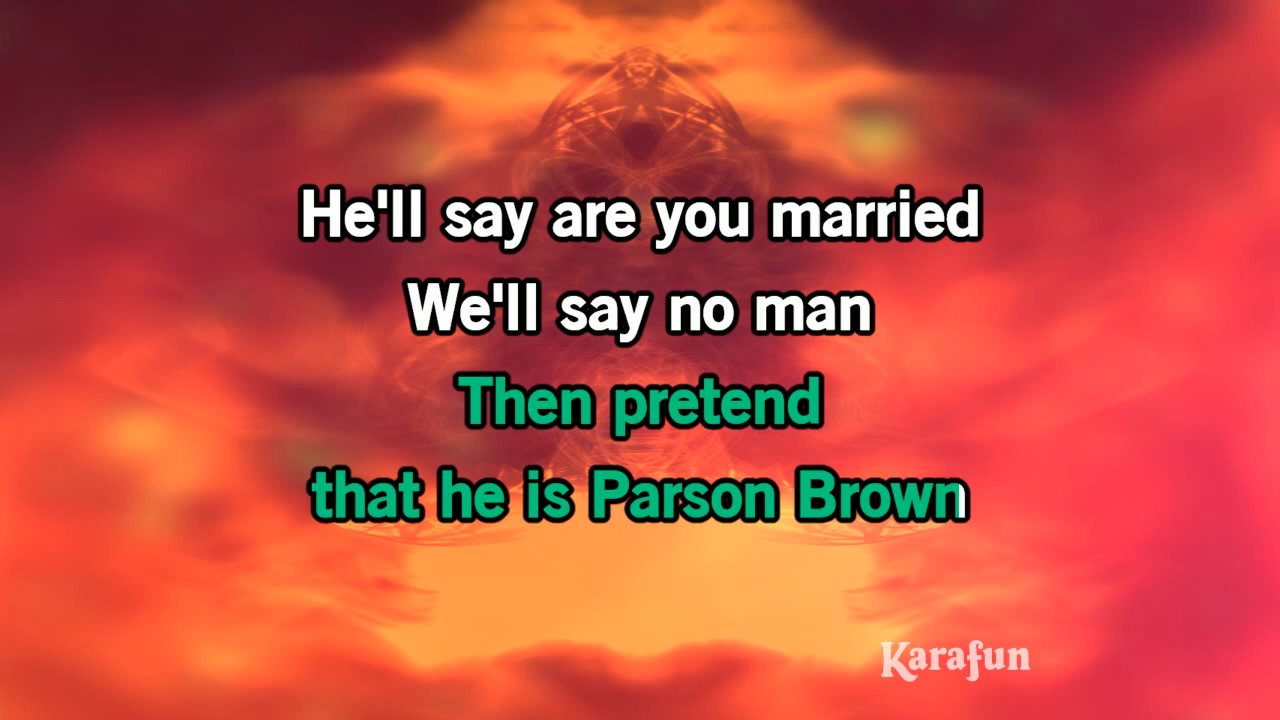 He'll say are you married
We'll say no man
Then pretend
that he is Parson Brown
Karafun